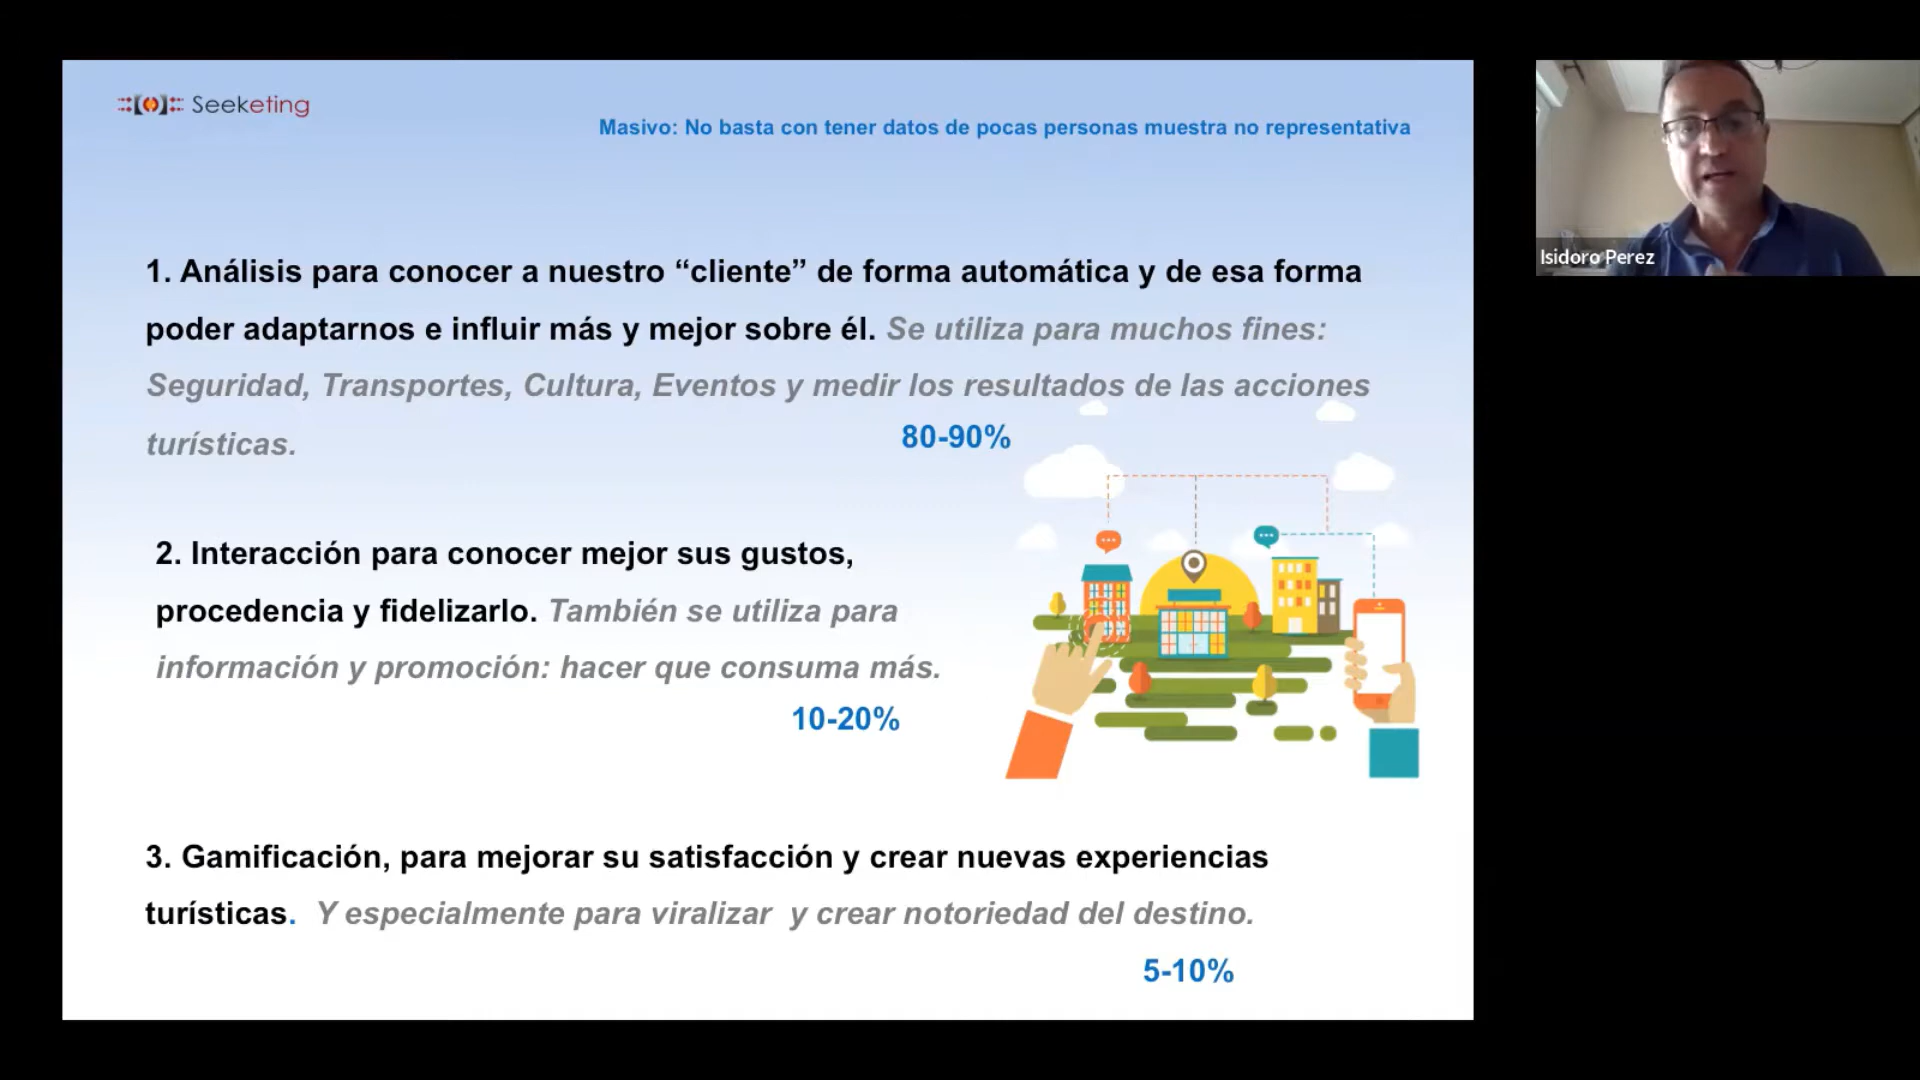 Seeketing
Masivo: No basta con tener datos de pocas personas muestra no representativa
1. Análisis para conocer a nuestro “cliente” de forma automática y de esa forma
poder adaptarnos e influir más y mejor sobre él. Se utiliza para muchos fines:
Seguridad, Transportes, Cultura, Eventos y medir los resultados de las acciones
turísticas.
80-90%
2. Interacción para conocer mejor sus gustos,
procedencia y fidelizarlo. También se utiliza para
información y promoción: hacer que consuma más.
10-20%
3. Gamificación, para mejorar su satisfacción y crear nuevas experiencias
turísticas. Y especialmente para viralizar y crear notoriedad del destino.
5-10%
Isidoro Perez